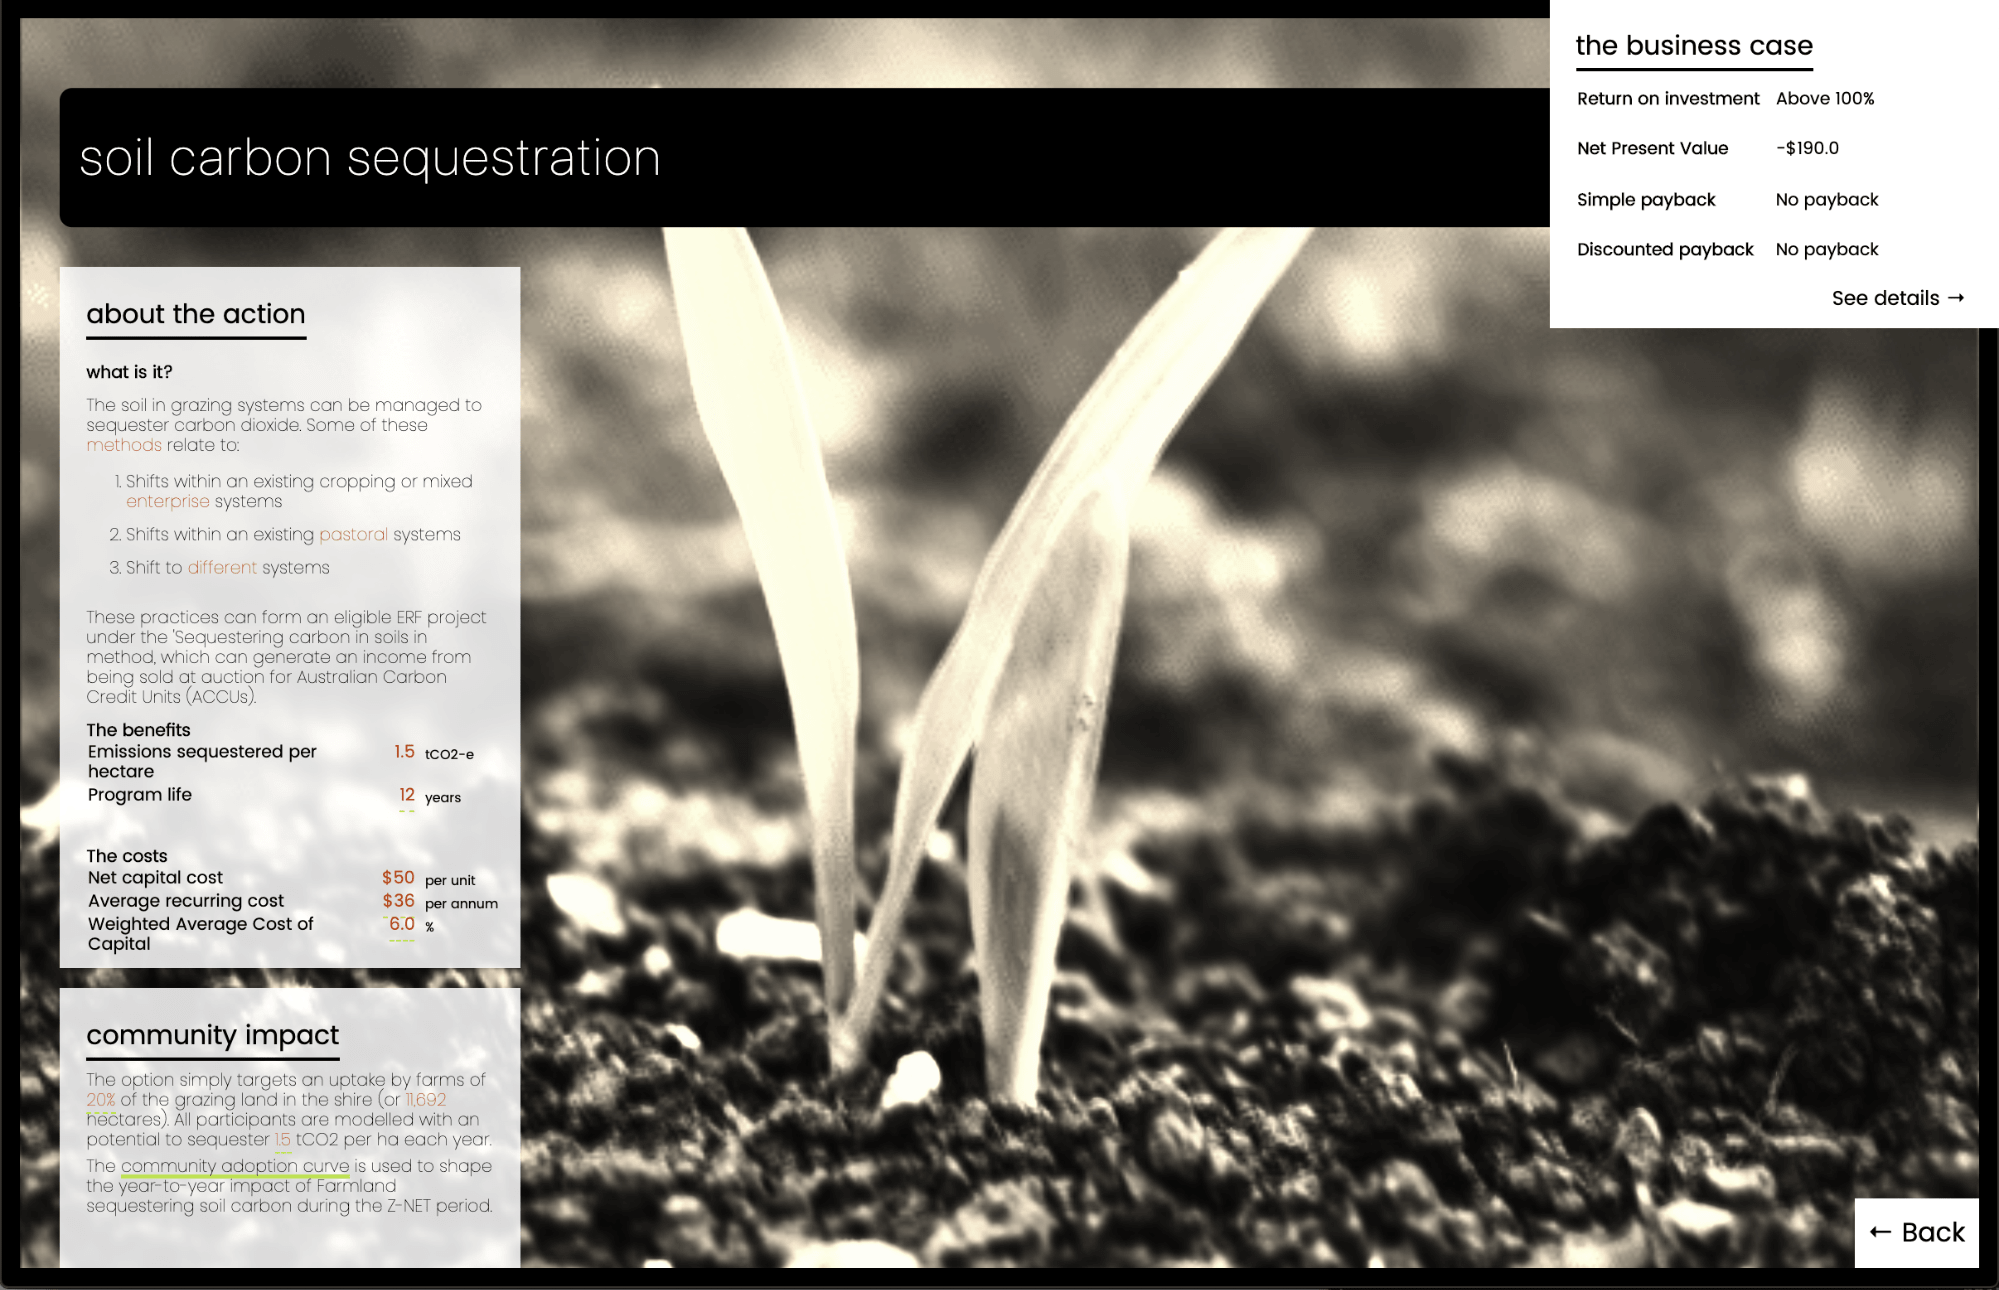 soil carbon sequestration
the business case
Return on investment Above 100%
Net Present Value -$190.0
Simple payback No payback
Discounted payback No payback
See details →
about the action
what is it?
The soil in grazing systems can be managed to
sequester carbon dioxide. Some of these
methods relate to:
1. Shifts within an existing cropping or mixed
enterprise systems
2. Shifts within an existing pastoral systems
3. Shift to different systems
These practices can form an eligible ERF project
under the 'Sequestering carbon in soils in
method, which can generate an income from
being sold at auction for Australian Carbon
Credit Units (ACCUs).
The benefits
Emissions sequestered per 1.5 tCO2-e
hectare
Program life 12 years
The costs
Net capital cost $50 per unit
Average recurring cost $36 per annum
Weighted Average Cost of 6.0 %
Capital
community impact
The option simply targets an uptake by farms of
20% of the grazing land in the shire (or 11,692
hectares). All participants are modelled with an
potential to sequester 1.5 tCO2 per ha each year.
The community adoption curve is used to shape
the year-to-year impact of Farmland
sequestering soil carbon during the Z-NET period.
← Back